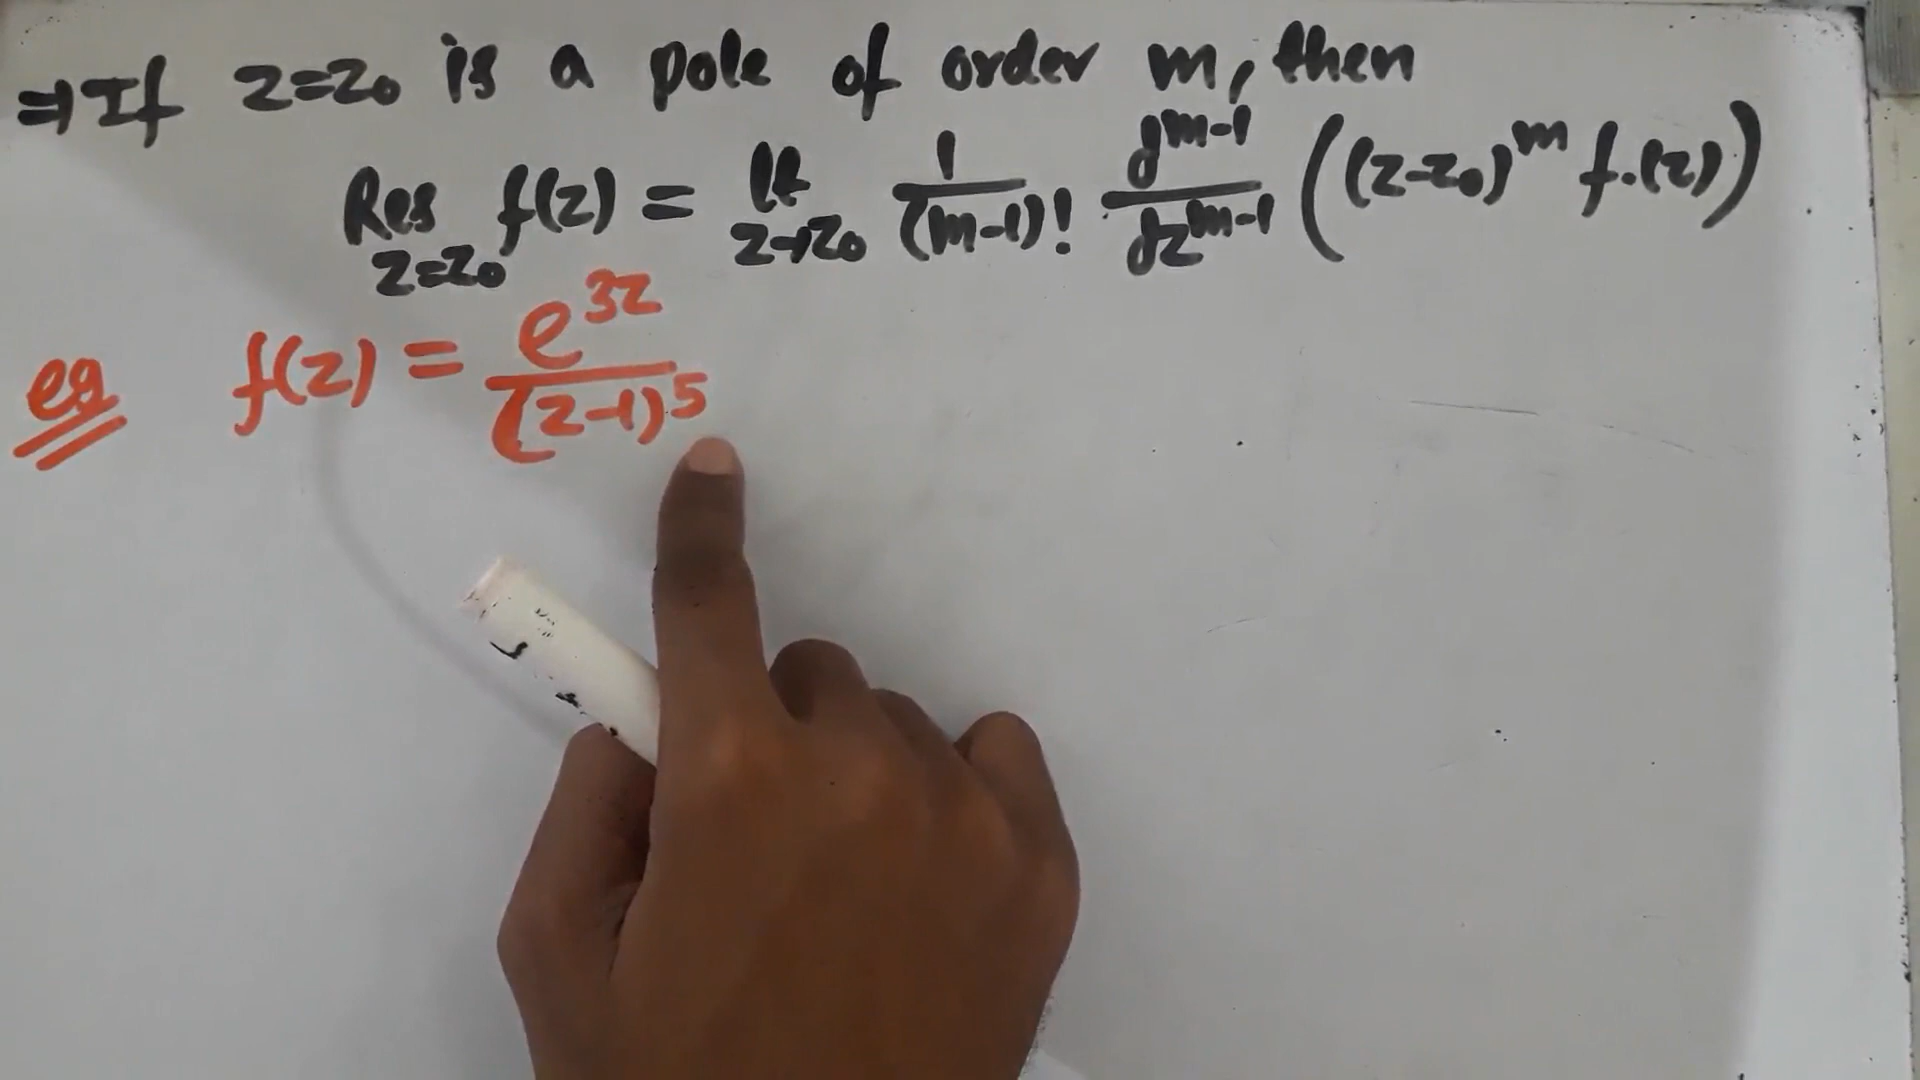 ⇒ If z=z₀ is a pole of order m, then
Res z=z₀ f(z) = lt z→z₀ 1/(m-1)! d^(m-1)/dz^(m-1) ((z-z₀)^m f.(z))
eg f(z) = e^(3z)/(z-1)^5